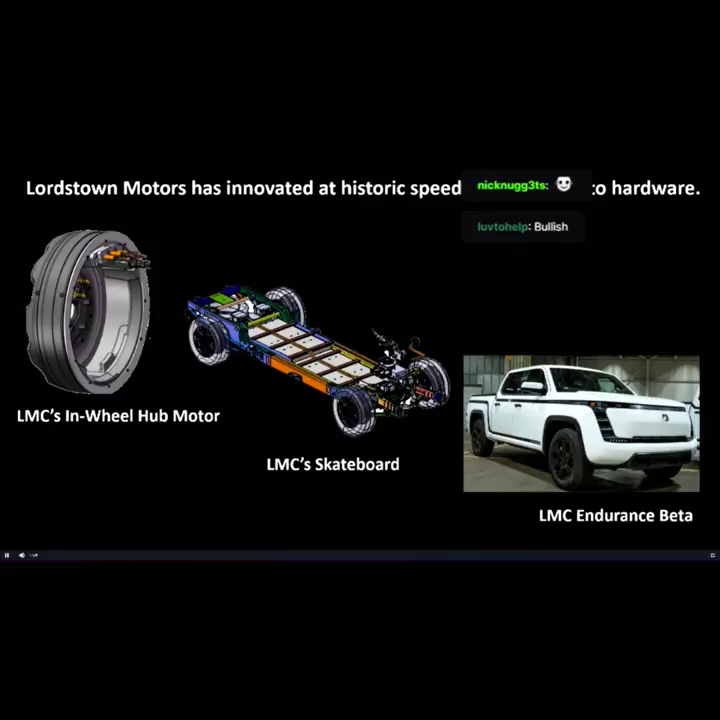 Lordstown Motors has innovated at historic speed to hardware.
nicknugg3ts:
luvtohelp: Bullish
LMC's In-Wheel Hub Motor
LMC's Skateboard
LMC Endurance Beta